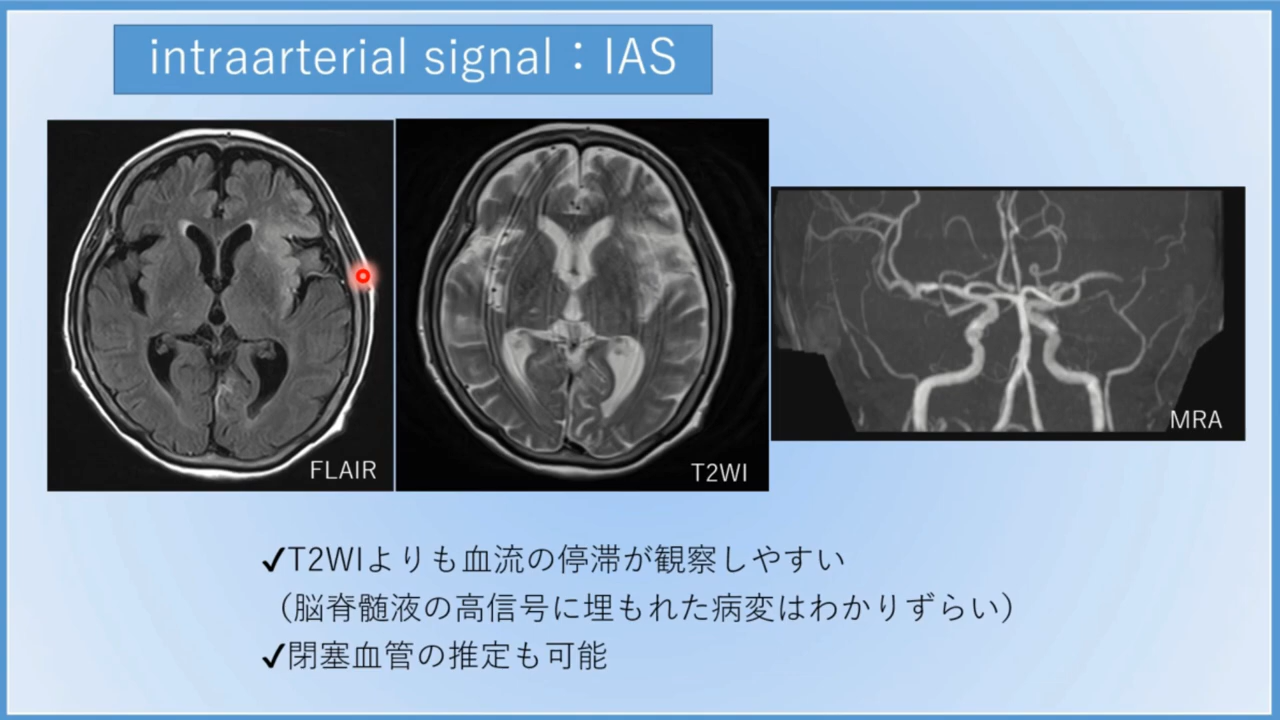 intraarterial signal：IAS
FLAIR
T2WI
MRA
✓T2WIよりも血流の停滞が観察しやすい
（脳脊髄液の高信号に埋もれた病変はわかりずらい）
✓閉塞血管の推定も可能